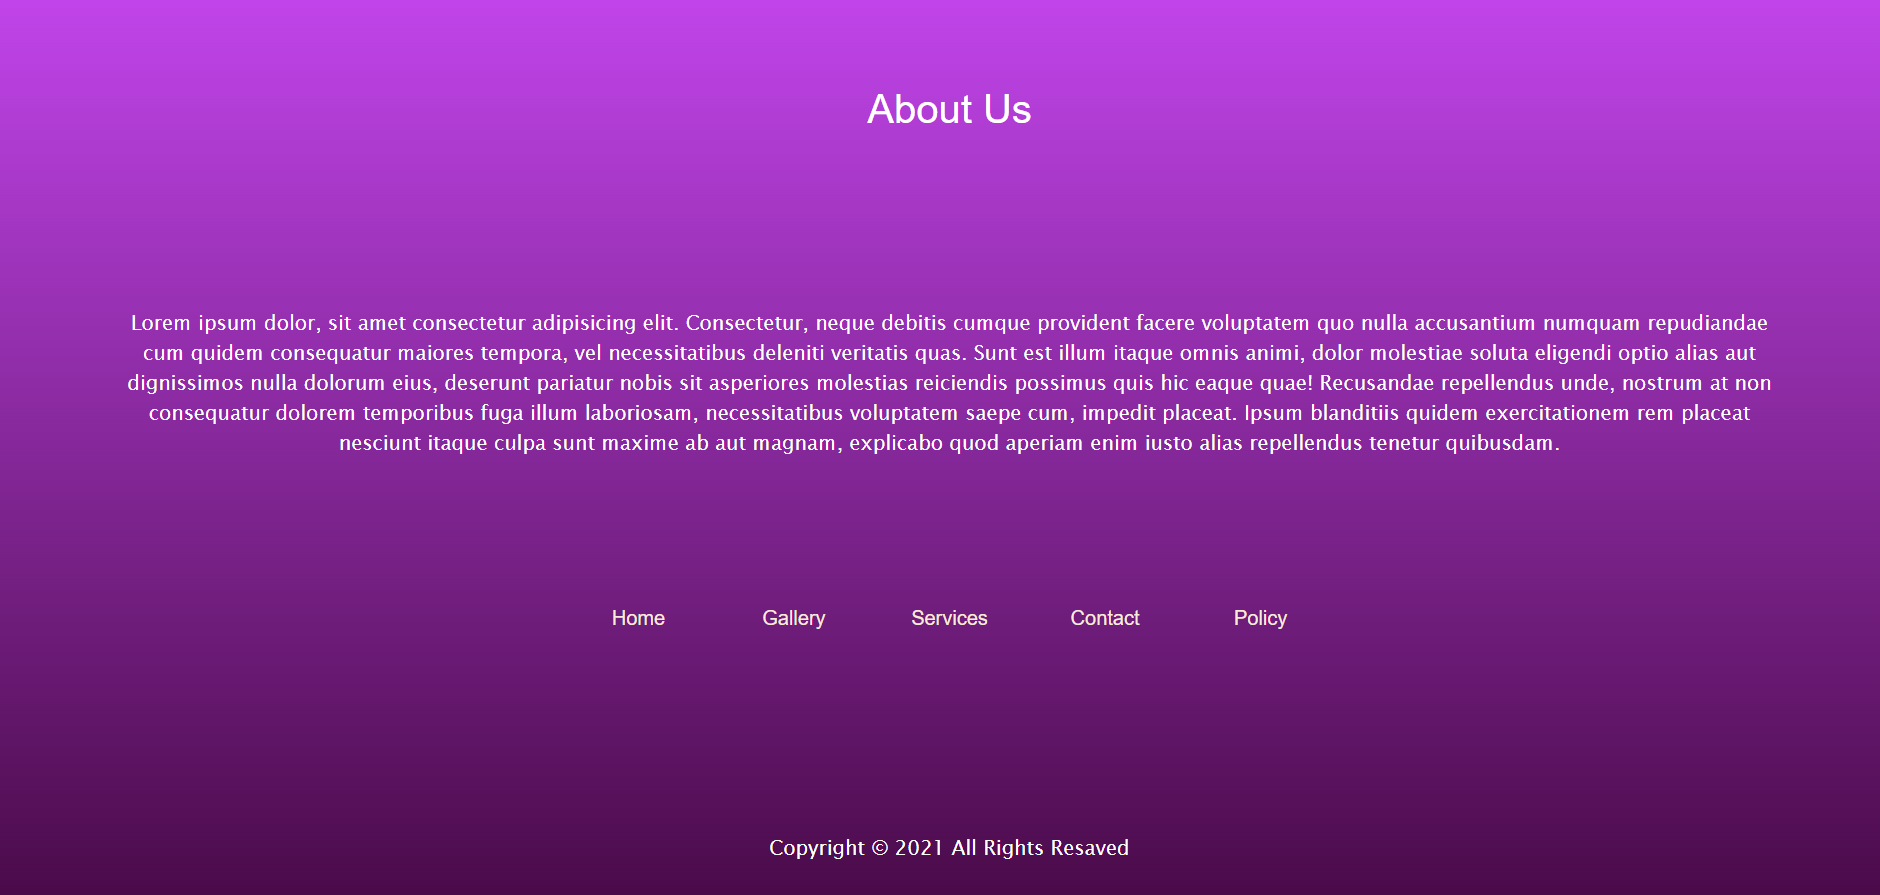 About Us
Lorem ipsum dolor, sit amet consectetur adipisicing elit. Consectetur, neque debitis cumque provident facere voluptatem quo nulla accusantium numquam repudiandae
cum quidem consequatur maiores tempora, vel necessitatibus deleniti veritatis quas. Sunt est illum itaque omnis animi, dolor molestiae soluta eligendi optio alias aut
dignissimos nulla dolorum eius, deserunt pariatur nobis sit asperiores molestias reiciendis possimus quis hic eaque quae! Recusandae repellendus unde, nostrum at non
consequatur dolorem temporibus fuga illum laboriosam, necessitatibus voluptatem saepe cum, impedit placeat. Ipsum blanditiis quidem exercitationem rem placeat
nesciunt itaque culpa sunt maxime ab aut magnam, explicabo quod aperiam enim iusto alias repellendus tenetur quibusdam.
Home Gallery Services Contact Policy
Copyright © 2021 All Rights Resaved